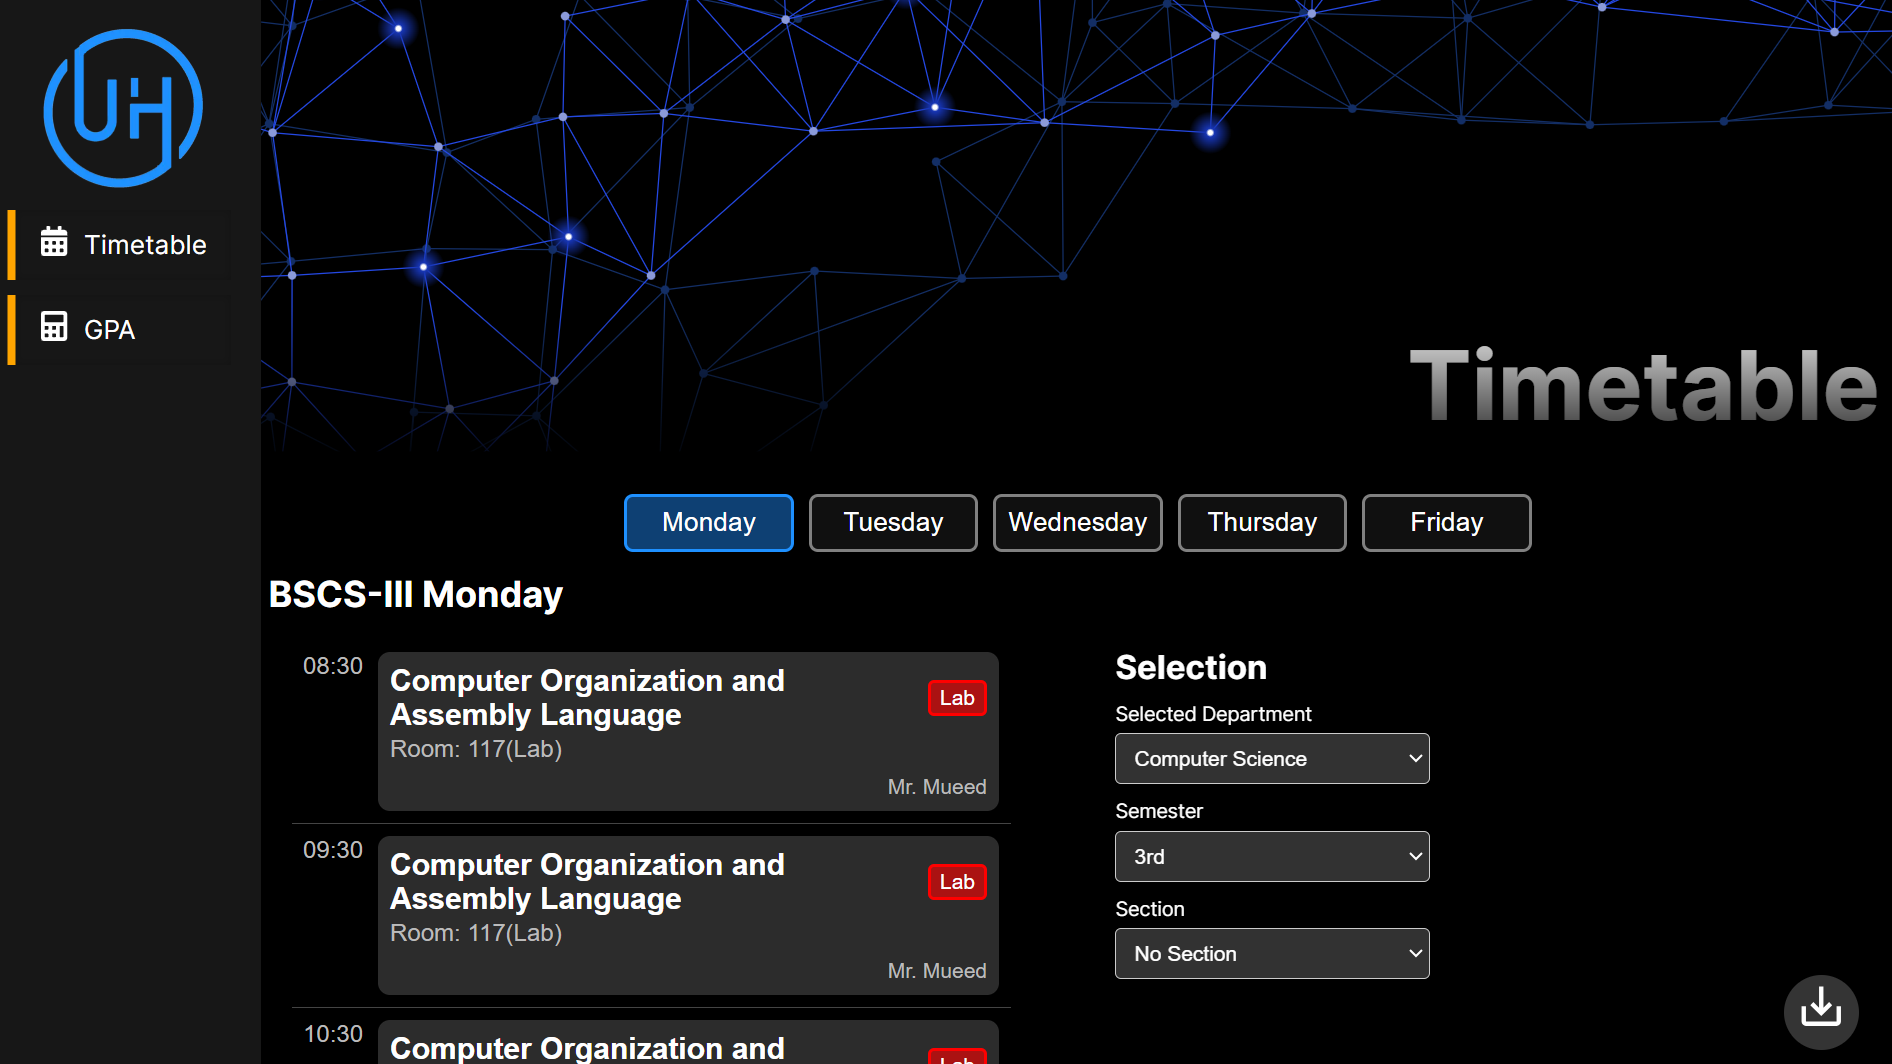 UH
Timetable
GPA
Timetable
Monday
Tuesday
Wednesday
Thursday
Friday
BSCS-III Monday
08:30
Computer Organization and
Assembly Language
Lab
Room: 117(Lab)
Mr. Mueed
09:30
Computer Organization and
Assembly Language
Lab
Room: 117(Lab)
Mr. Mueed
10:30
Computer Organization and
Lab
Selection
Selected Department
Computer Science
Semester
3rd
Section
No Section